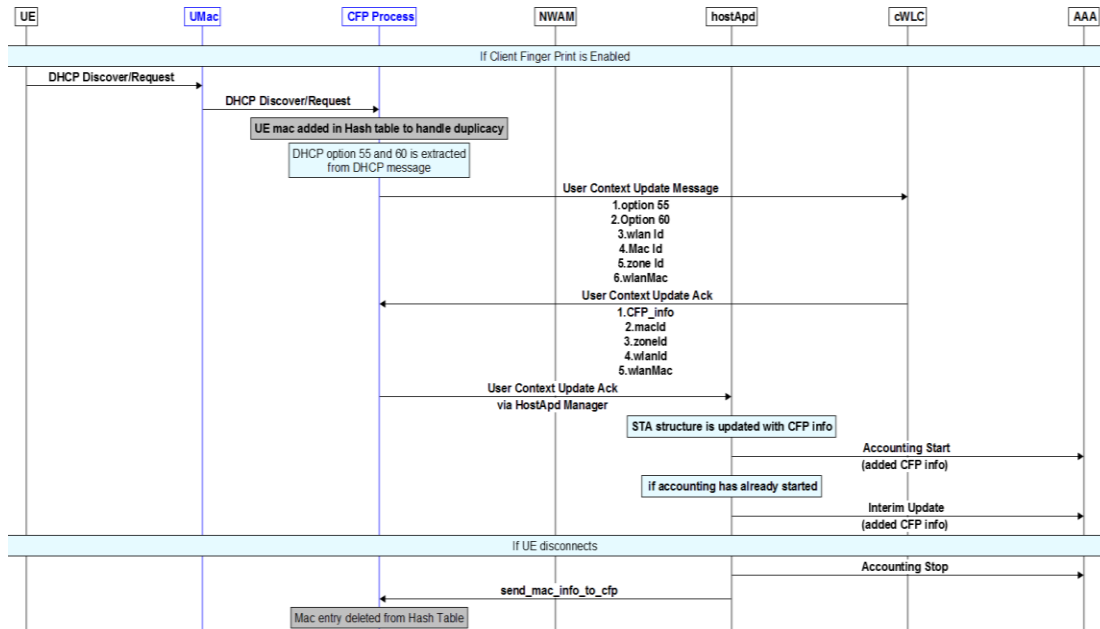 UE UMac CFP Process NWAM hostApd cWLC AAA
If Client Finger Print is Enabled
DHCP Discover/Request
DHCP Discover/Request
UE mac added in Hash table to handle duplicacy
DHCP option 55 and 60 is extracted
from DHCP message
User Context Update Message
1.option 55
2.Option 60
3.wlan Id
4.Mac Id
5.zone Id
6.wlanMac
User Context Update Ack
1.CFP_info
2.macId
3.zoneId
4.wlanId
5.wlanMac
User Context Update Ack
via HostApd Manager
STA structure is updated with CFP info
Accounting Start
(added CFP info)
if accounting has already started
Interim Update
(added CFP info)
If UE disconnects
Accounting Stop
send_mac_info_to_cfp
Mac entry deleted from Hash Table